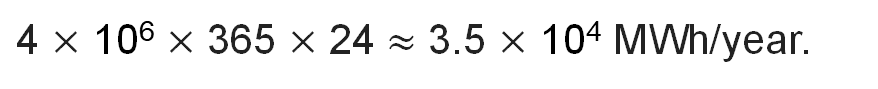 4 × 10⁶ × 365 × 24 ≈ 3.5 × 10⁴ MWh/year.